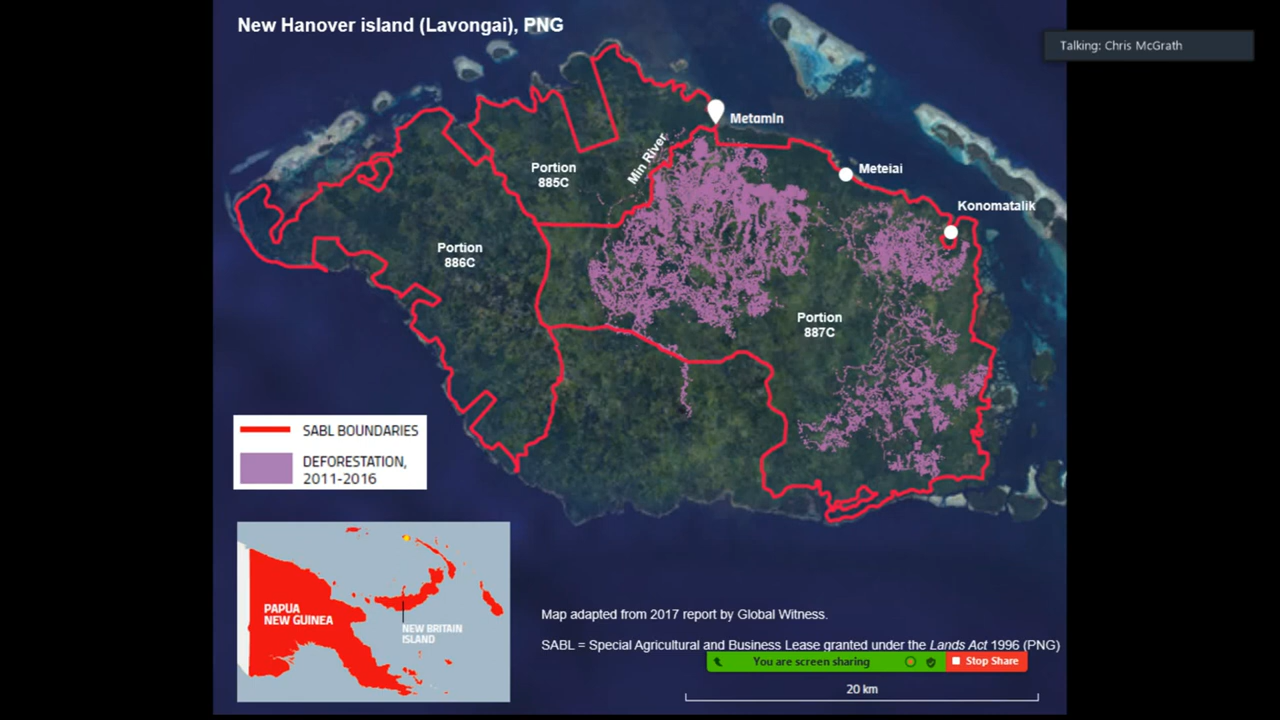 New Hanover island (Lavongai), PNG
Talking: Chris McGrath
MetamIn
Min River
Meteiai
Portion
885C
Konomatalik
Portion
886C
Portion
887C
SABL BOUNDARIES
DEFORESTATION,
2011-2016
PAPUA
NEW GUINEA
NEW BRITAIN
ISLAND
Map adapted from 2017 report by Global Witness.
SABL = Special Agricultural and Business Lease granted under the Lands Act 1996 (PNG)
You are screen sharing
Stop Share
20 km